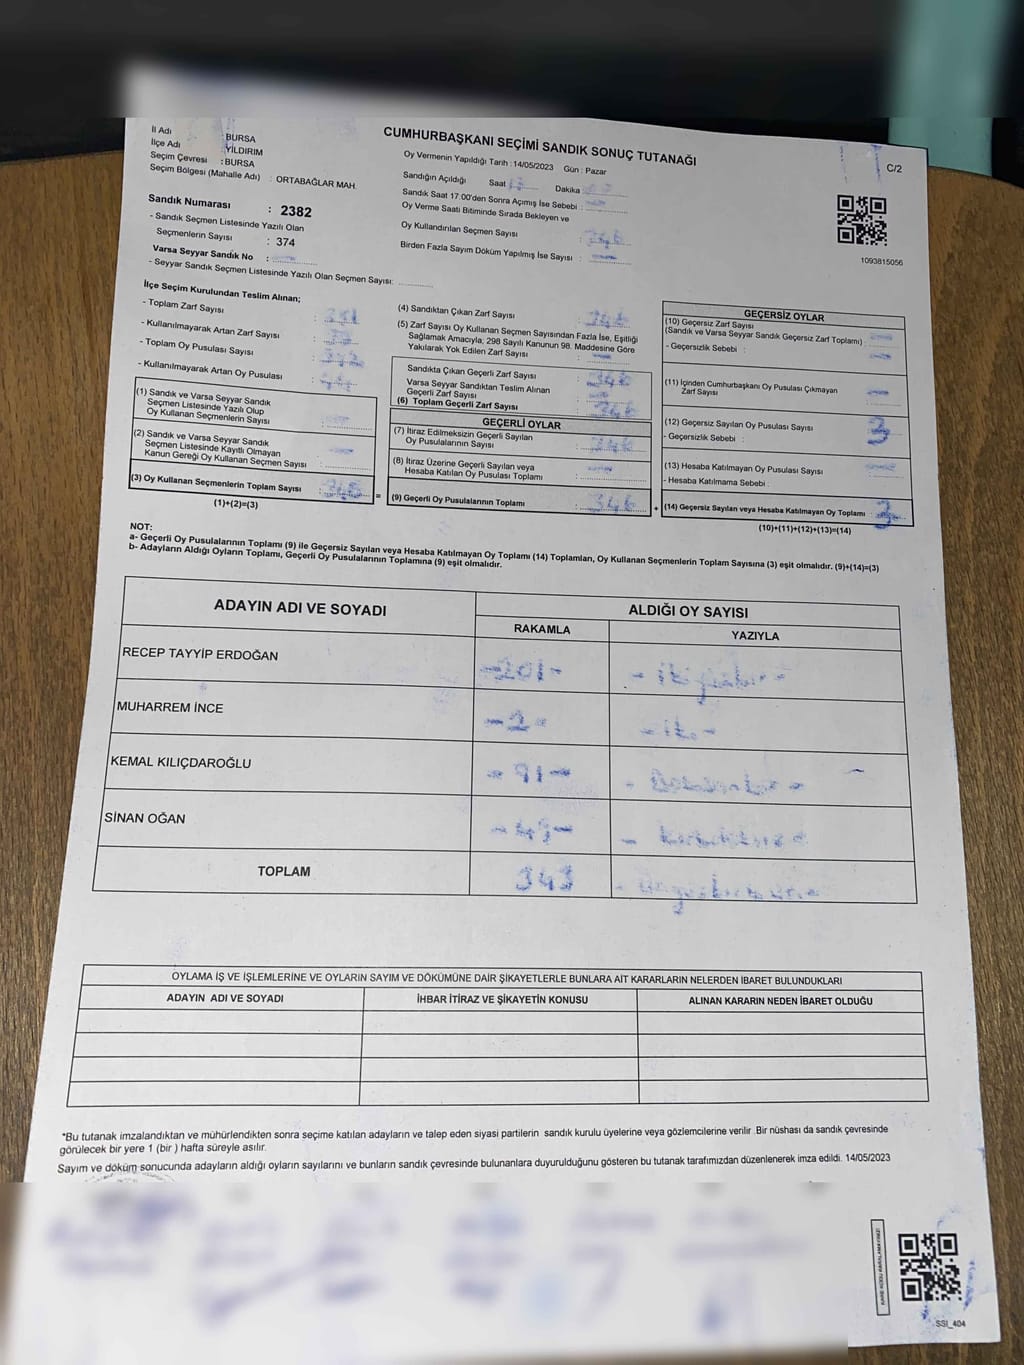 CUMHURBAŞKANI SEÇİMİ SANDIK SONUÇ TUTANAĞI
C/2
İl Adı : BURSA
İlçe Adı : YILDIRIM
Seçim Çevresi : BURSA
Seçim Bölgesi (Mahalle Adı) : ORTABAĞLAR MAH.
Sandık Numarası : 2382
- Sandık Seçmen Listesinde Yazılı Olan
Seçmenlerin Sayısı : 374
Varsa Seyyar Sandık No :
- Seyyar Sandık Seçmen Listesinde Yazılı Olan Seçmen Sayısı:
Oy Vermenin Yapıldığı Tarih : 14/05/2023 Gün : Pazar
Sandığın Açıldığı Saat Dakika
Sandık Saat 17:00'den Sonra Açımış İse Sebebi :
Oy Verme Saati Bitiminde Sırada Bekleyen ve
Oy Kullandırılan Seçmen Sayısı : 346
Birden Fazla Sayım Döküm Yapılmış İse Sayısı :
1093815056
İlçe Seçim Kurulundan Teslim Alınan;
- Toplam Zarf Sayısı :
- Kullanılmayarak Artan Zarf Sayısı :
- Toplam Oy Pusulası Sayısı :
- Kullanılmayarak Artan Oy Pusulası :
(1) Sandık ve Varsa Seyyar Sandık
Seçmen Listesinde Yazılı Olup
Oy Kullanan Seçmenlerin Sayısı :
(2) Sandık ve Varsa Seyyar Sandık
Seçmen Listesinde Kayıtlı Olmayan
Kanun Gereği Oy Kullanan Seçmen Sayısı :
(3) Oy Kullanan Seçmenlerin Toplam Sayısı : 346 =
(1)+(2)=(3)
(4) Sandıktan Çıkan Zarf Sayısı : 346
(5) Zarf Sayısı Oy Kullanan Seçmen Sayısından Fazla İse, Eşitliği
Sağlamak Amacıyla; 298 Sayılı Kanunun 98. Maddesine Göre
Yakılarak Yok Edilen Zarf Sayısı :
Sandıkta Çıkan Geçerli Zarf Sayısı : 346
Varsa Seyyar Sandıktan Teslim Alınan
Geçerli Zarf Sayısı :
(6) Toplam Geçerli Zarf Sayısı : 346
GEÇERLİ OYLAR
(7) İtiraz Edilmeksizin Geçerli Sayılan
Oy Pusulalarının Sayısı : 346
(8) İtiraz Üzerine Geçerli Sayılan veya
Hesaba Katılan Oy Pusulası Toplamı :
(9) Geçerli Oy Pusulalarının Toplamı : 346 +
GEÇERSİZ OYLAR
(10) Geçersiz Zarf Sayısı
(Sandık ve Varsa Seyyar Sandık Geçersiz Zarf Toplamı) :
- Geçersizlik Sebebi :
(11) İçinden Cumhurbaşkanı Oy Pusulası Çıkmayan
Zarf Sayısı :
(12) Geçersiz Sayılan Oy Pusulası Sayısı : 3
- Geçersizlik Sebebi :
(13) Hesaba Katılmayan Oy Pusulası Sayısı :
- Hesaba Katılmama Sebebi :
(14) Geçersiz Sayılan veya Hesaba Katılmayan Oy Toplamı : 3
(10)+(11)+(12)+(13)=(14)
NOT:
a- Geçerli Oy Pusulalarının Toplamı (9) ile Geçersiz Sayılan veya Hesaba Katılmayan Oy Toplamı (14) Toplamları, Oy Kullanan Seçmenlerin Toplam Sayısına (3) eşit olmalıdır. (9)+(14)=(3)
b- Adayların Aldığı Oyların Toplamı, Geçerli Oy Pusulalarının Toplamına (9) eşit olmalıdır.
ADAYIN ADI VE SOYADI ALDIĞI OY SAYISI
RAKAMLA YAZIYLA
RECEP TAYYİP ERDOĞAN -201- - ikiyüzbir -
MUHARREM İNCE -2- - iki -
KEMAL KILIÇDAROĞLU - 91 - - Doksanbir -
SİNAN OĞAN - 49 -
TOPLAM 343
OYLAMA İŞ VE İŞLEMLERİNE VE OYLARIN SAYIM VE DÖKÜMÜNE DAİR ŞİKAYETLERLE BUNLARA AİT KARARLARIN NELERDEN İBARET BULUNDUKLARI
ADAYIN ADI VE SOYADI İHBAR İTİRAZ VE ŞİKAYETİN KONUSU ALINAN KARARIN NEDEN İBARET OLDUĞU
*Bu tutanak imzalandıktan ve mühürlendikten sonra seçime katılan adayların ve talep eden siyasi partilerin sandık kurulu üyelerine veya gözlemcilerine verilir. Bir nüshası da sandık çevresinde
görülecek bir yere 1 (bir ) hafta süreyle asılır.
Sayım ve döküm sonucunda adayların aldığı oyların sayılarını ve bunların sandık çevresinde bulunanlara duyurulduğunu gösteren bu tutanak tarafımızdan düzenlenerek imza edildi. 14/05/2023
SSİ_404